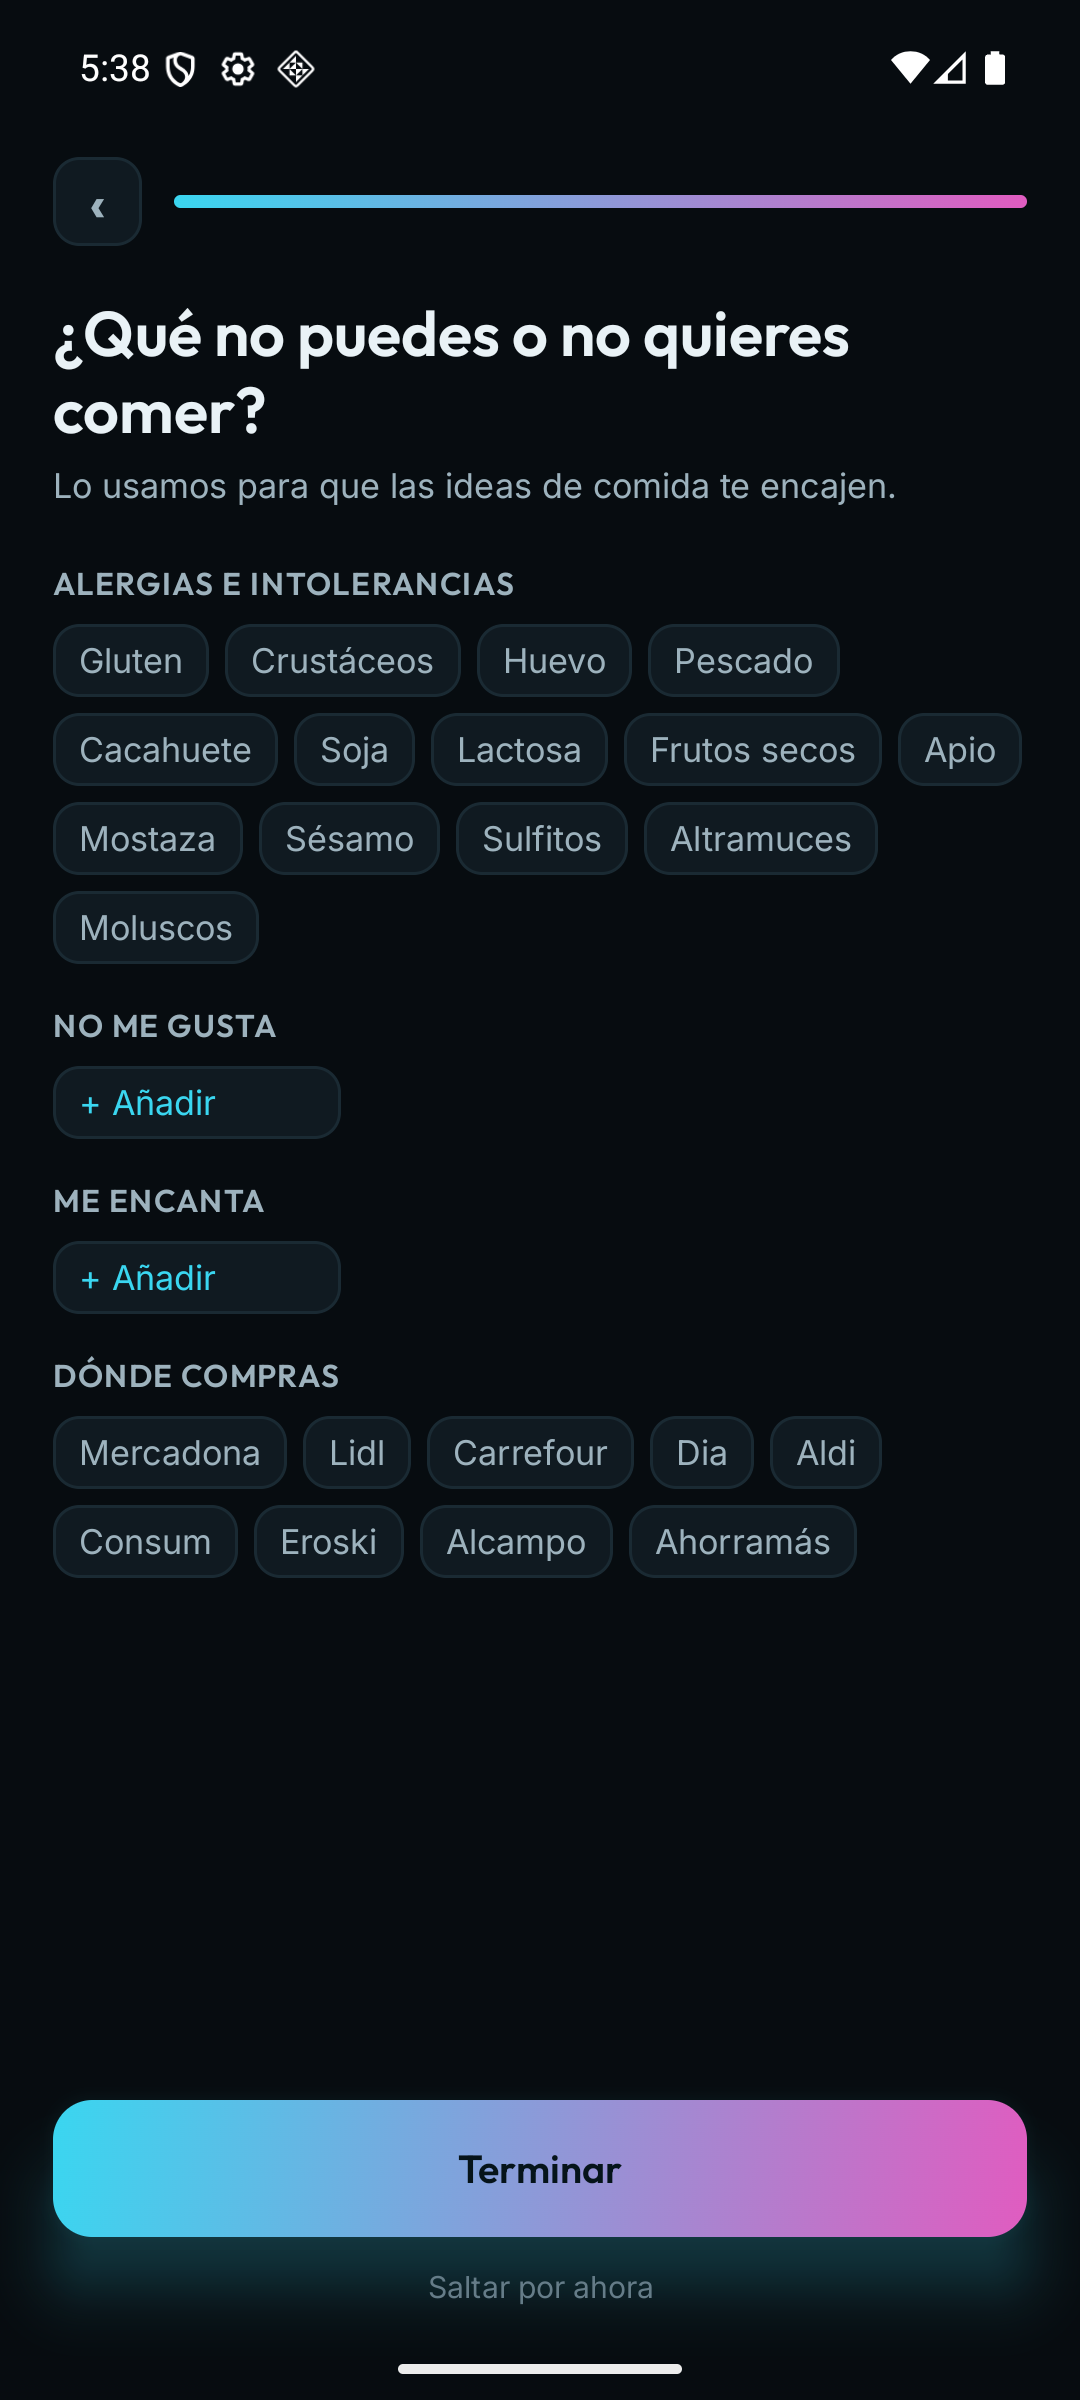 5:38
‹
¿Qué no puedes o no quieres
comer?
Lo usamos para que las ideas de comida te encajen.
ALERGIAS E INTOLERANCIAS
Gluten Crustáceos Huevo Pescado
Cacahuete Soja Lactosa Frutos secos Apio
Mostaza Sésamo Sulfitos Altramuces
Moluscos
NO ME GUSTA
+ Añadir
ME ENCANTA
+ Añadir
DÓNDE COMPRAS
Mercadona Lidl Carrefour Dia Aldi
Consum Eroski Alcampo Ahorramás
Terminar
Saltar por ahora